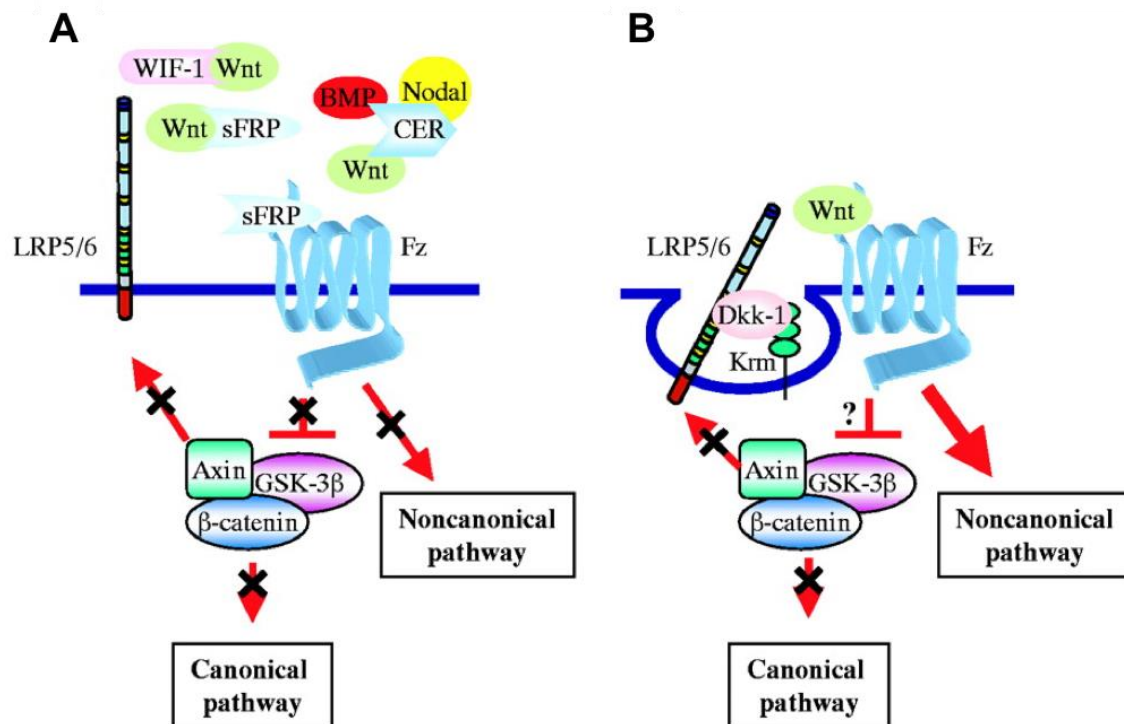 A
WIF-1 Wnt
Wnt sFRP
BMP
Nodal
CER
Wnt
sFRP
LRP5/6
Fz
Axin
GSK-3β
β-catenin
Noncanonical
pathway
Canonical
pathway
B
Wnt
LRP5/6
Fz
Dkk-1
Krm
?
Axin
GSK-3β
β-catenin
Noncanonical
pathway
Canonical
pathway